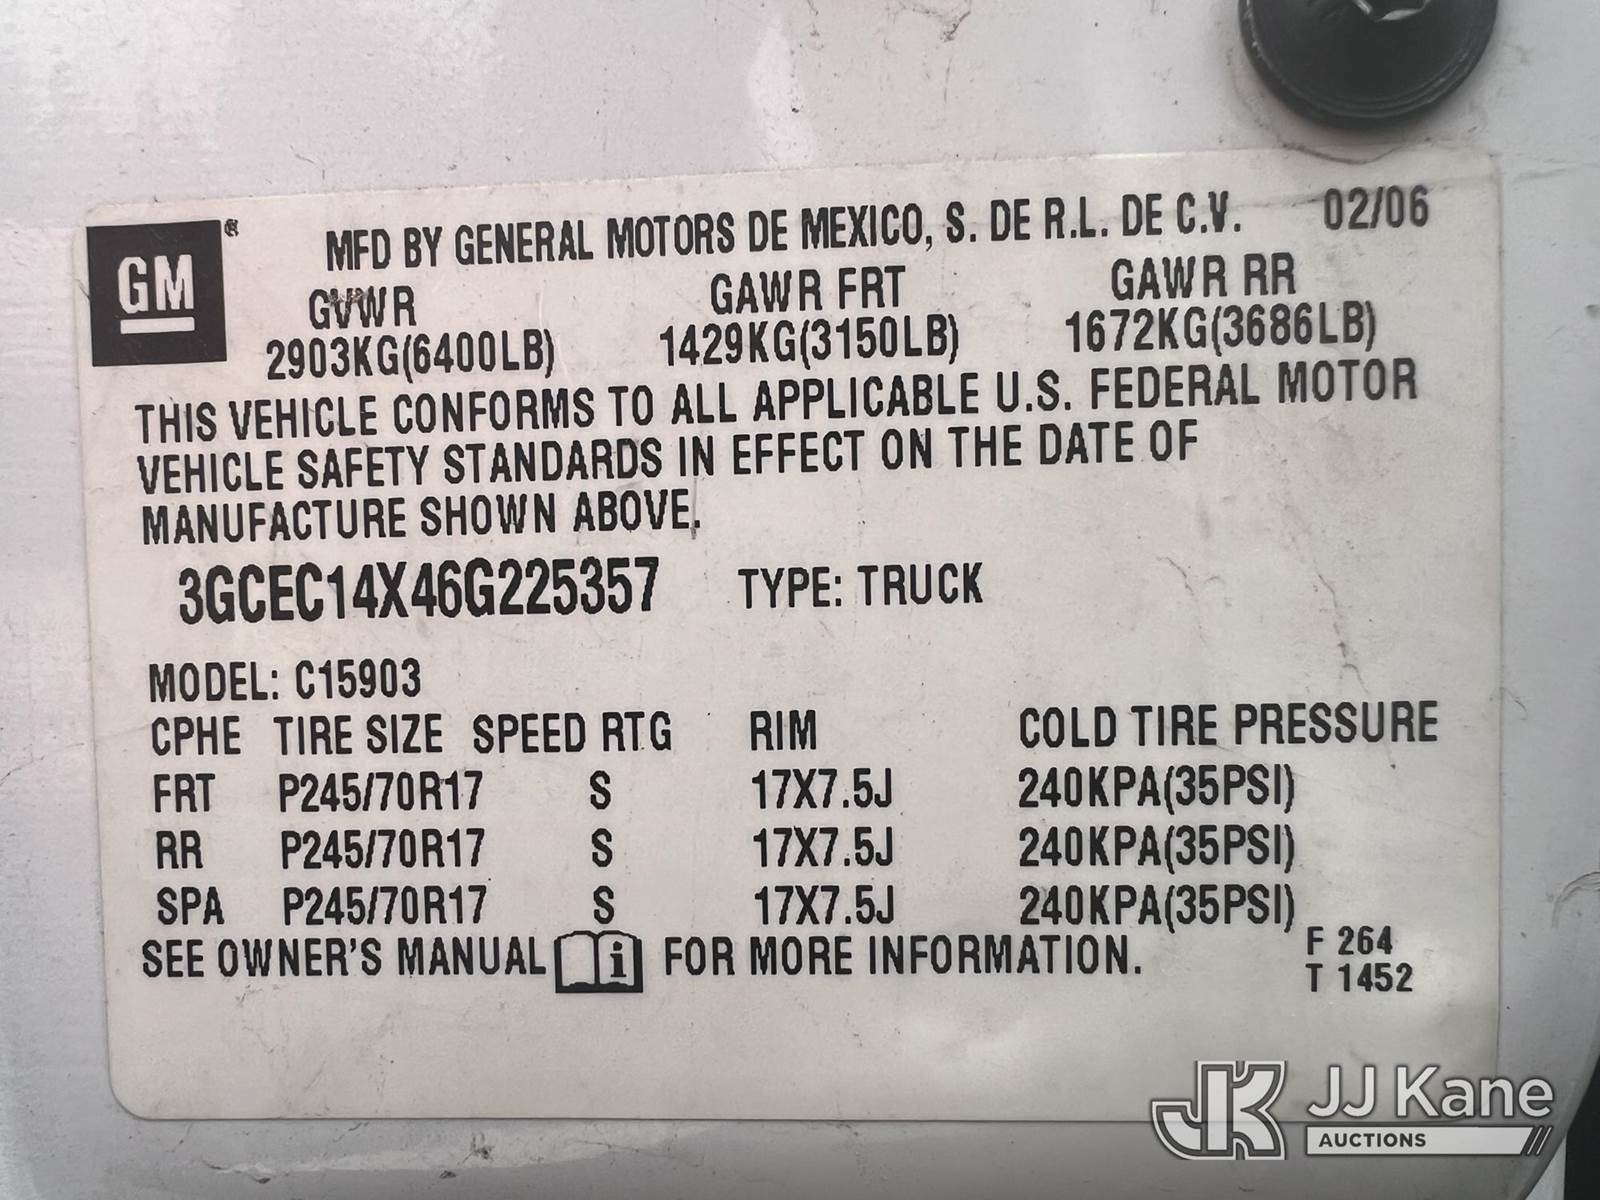 GM®
MFD BY GENERAL MOTORS DE MEXICO, S. DE R.L. DE C.V. 02/06
GVWR GAWR FRT GAWR RR
2903KG(6400LB) 1429KG(3150LB) 1672KG(3686LB)
THIS VEHICLE CONFORMS TO ALL APPLICABLE U.S. FEDERAL MOTOR
VEHICLE SAFETY STANDARDS IN EFFECT ON THE DATE OF
MANUFACTURE SHOWN ABOVE.
3GCEC14X46G225357 TYPE: TRUCK
MODEL: C15903
CPHE TIRE SIZE SPEED RTG RIM COLD TIRE PRESSURE
FRT P245/70R17 S 17X7.5J 240KPA(35PSI)
RR P245/70R17 S 17X7.5J 240KPA(35PSI)
SPA P245/70R17 S 17X7.5J 240KPA(35PSI)
SEE OWNER'S MANUAL i FOR MORE INFORMATION.
F 264
T 1452
JK JJ Kane
AUCTIONS